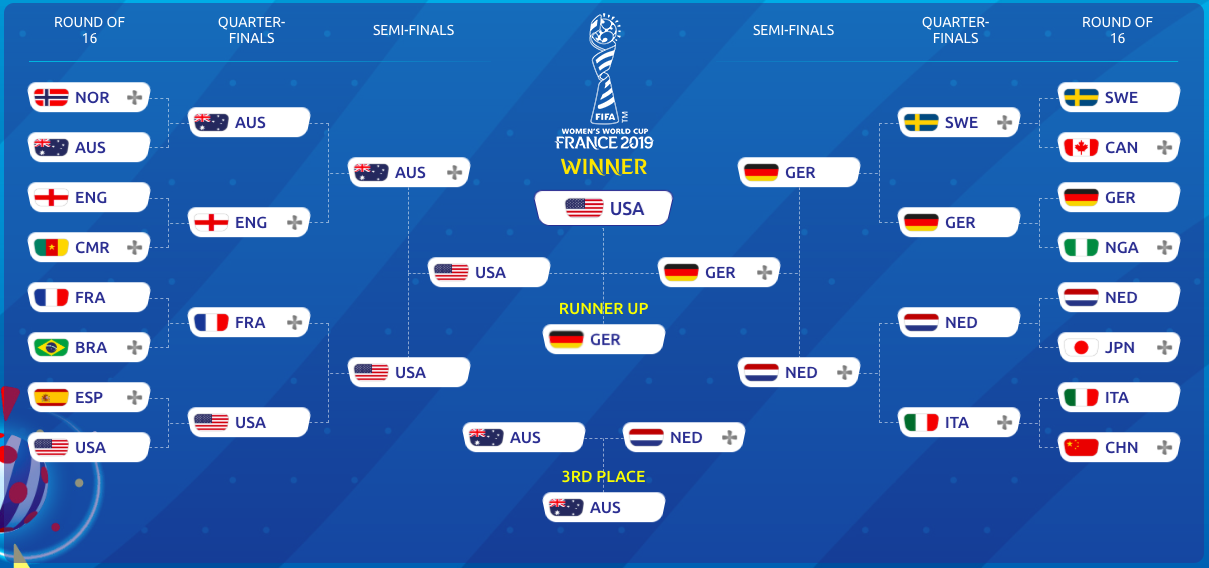 ROUND OF
16
QUARTER-
FINALS
SEMI-FINALS
SEMI-FINALS
QUARTER-
FINALS
ROUND OF
16
FIFA
TM
WOMEN'S WORLD CUP
FRANCE 2019
WINNER
USA
NOR
AUS
ENG
CMR
FRA
BRA
ESP
USA
AUS
ENG
FRA
USA
AUS
USA
USA
GER
RUNNER UP
GER
AUS
NED
3RD PLACE
AUS
GER
NED
SWE
GER
NED
ITA
SWE
CAN
GER
NGA
NED
JPN
ITA
CHN